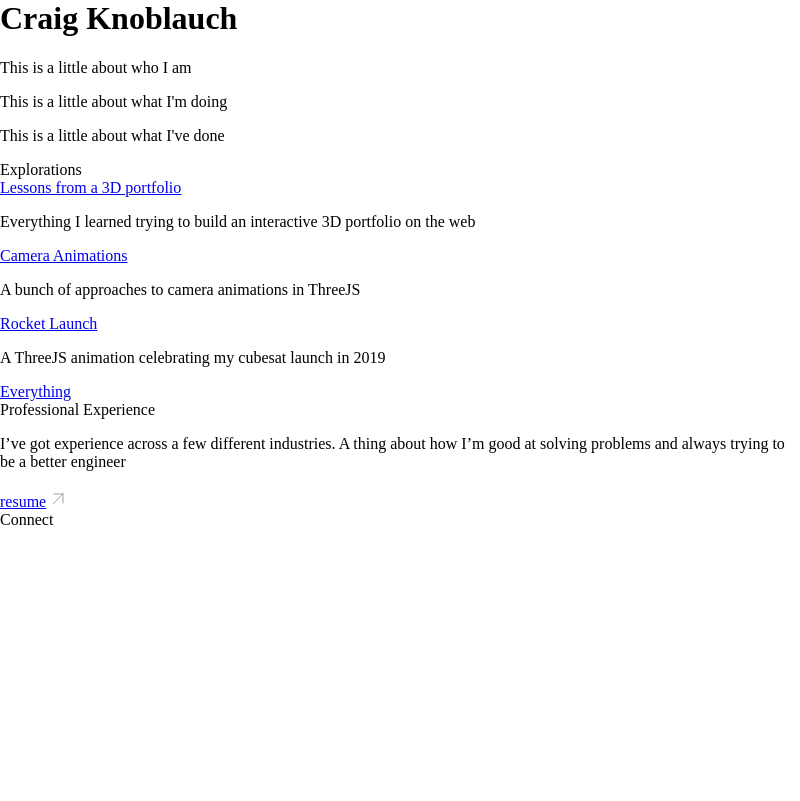 Craig Knoblauch
This is a little about who I am
This is a little about what I'm doing
This is a little about what I've done
Explorations
Lessons from a 3D portfolio
Everything I learned trying to build an interactive 3D portfolio on the web
Camera Animations
A bunch of approaches to camera animations in ThreeJS
Rocket Launch
A ThreeJS animation celebrating my cubesat launch in 2019
Everything
Professional Experience
I’ve got experience across a few different industries. A thing about how I’m good at solving problems and always trying to
be a better engineer
resume
Connect